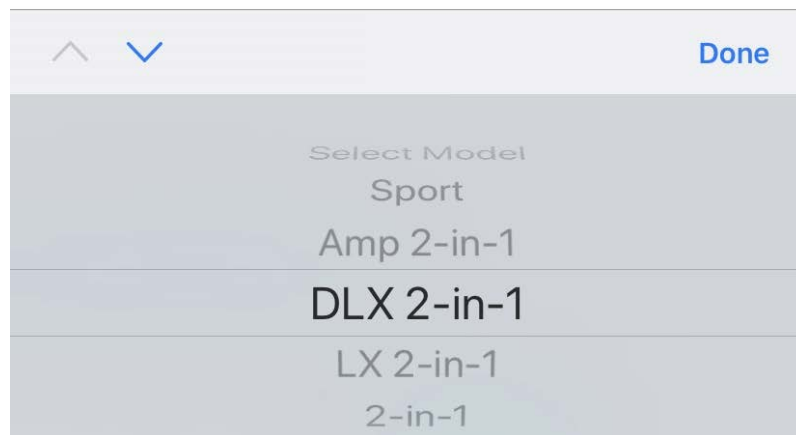 Done
Select Model
Sport
Amp 2-in-1
DLX 2-in-1
LX 2-in-1
2-in-1